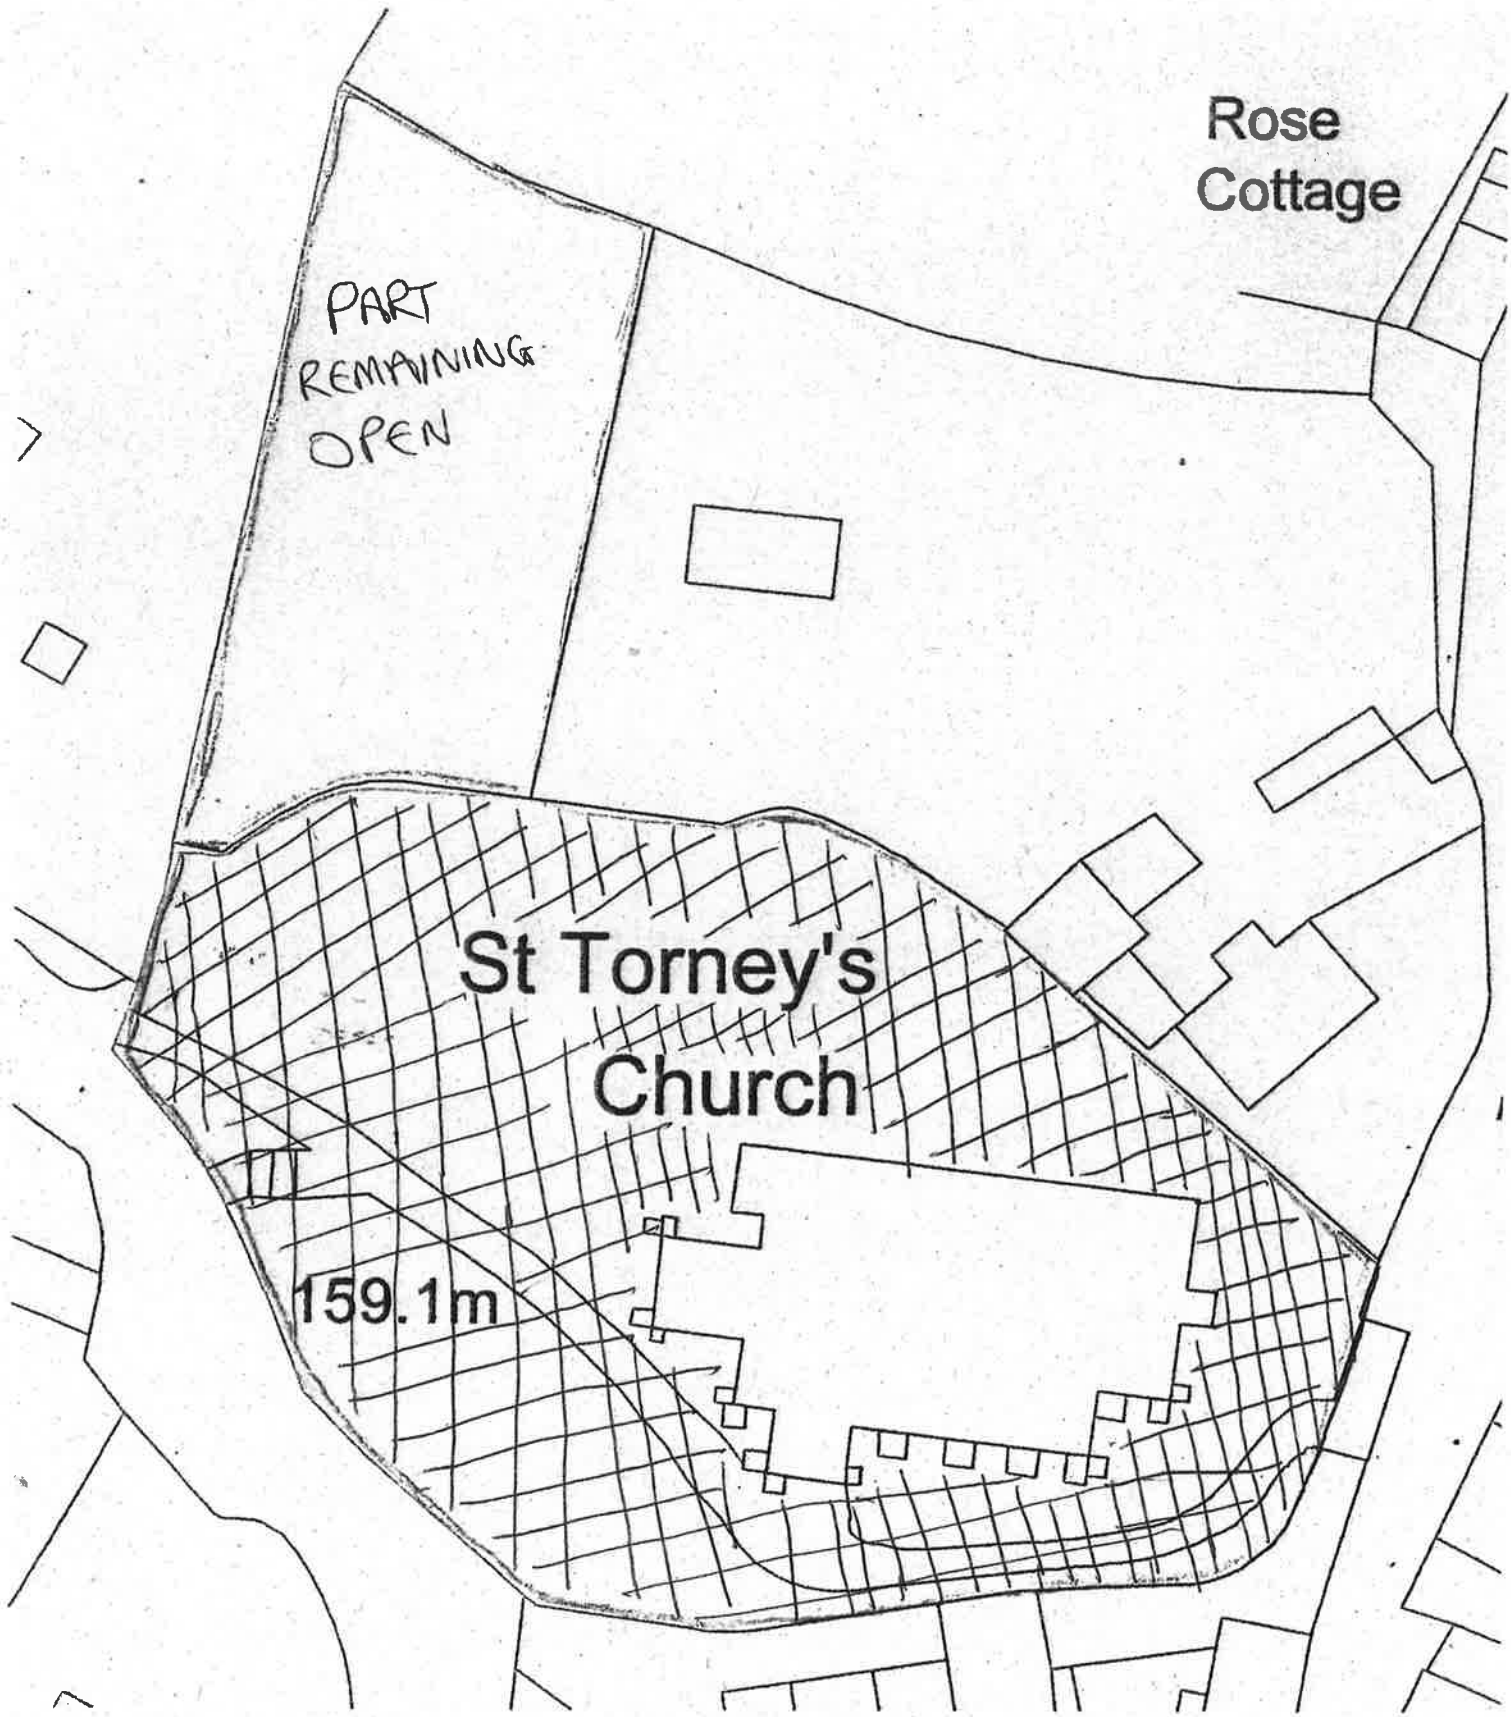 Rose
Cottage
PART
REMAINING
OPEN
St Torney's
Church
159.1m